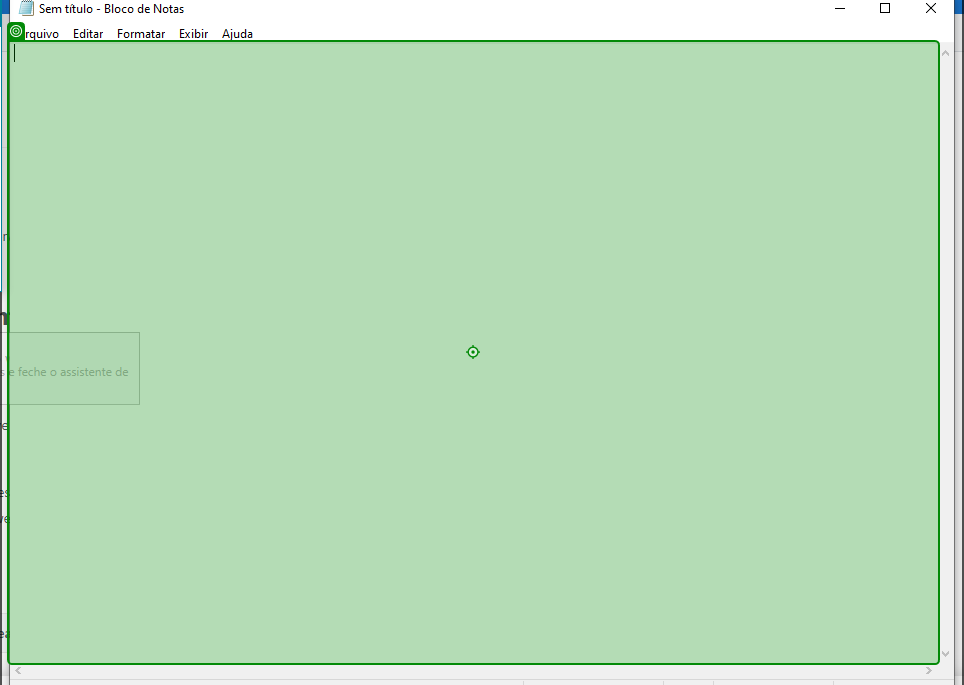 Sem título - Bloco de Notas
rquivo Editar Formatar Exibir Ajuda
s e feche o assistente de